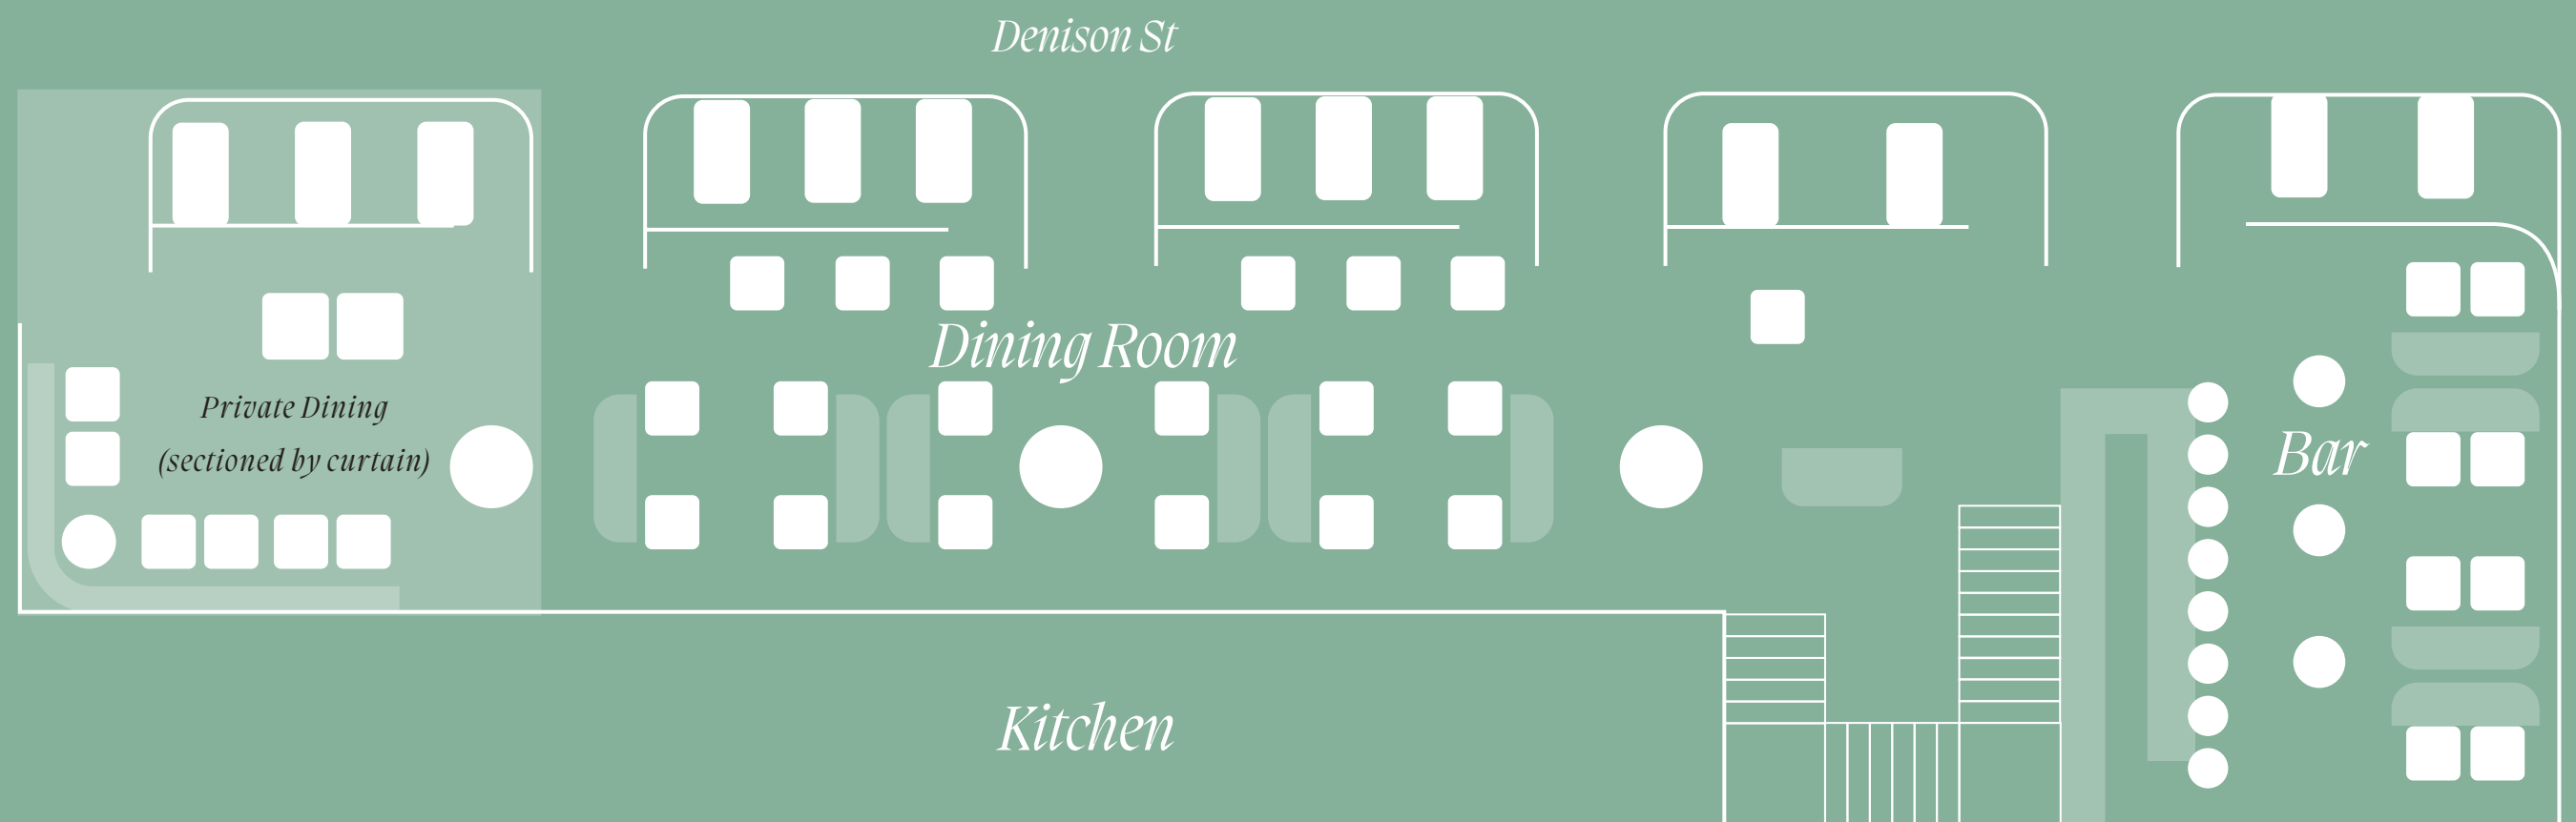 Denison St
Dining Room
Private Dining
(sectioned by curtain)
Bar
Kitchen